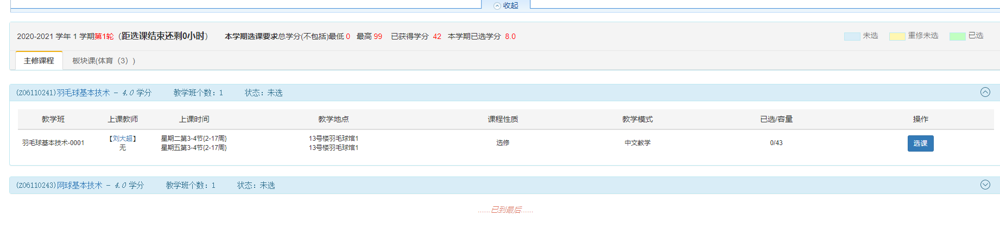 收起
2020-2021 学年 1 学期第1轮（距选课结束还剩0小时） 本学期选课要求总学分(不包括)最低 0 最高 99 已获得学分 42 本学期已选学分 8.0 未选 重修未选 已选
主修课程 板块课(体育（3）)
(Z06110241)羽毛球基本技术 - 4.0 学分 教学班个数：1 状态：未选
教学班 上课教师 上课时间 教学地点 课程性质 教学模式 已选/容量 操作
羽毛球基本技术-0001 【刘大超】 星期二第3-4节{2-17周} 13号楼羽毛球馆1 选修 中文教学 0/43 选课
无 星期五第3-4节{2-17周} 13号楼羽毛球馆1
(Z06110243)网球基本技术 - 4.0 学分 教学班个数：1 状态：未选
......已到最后......